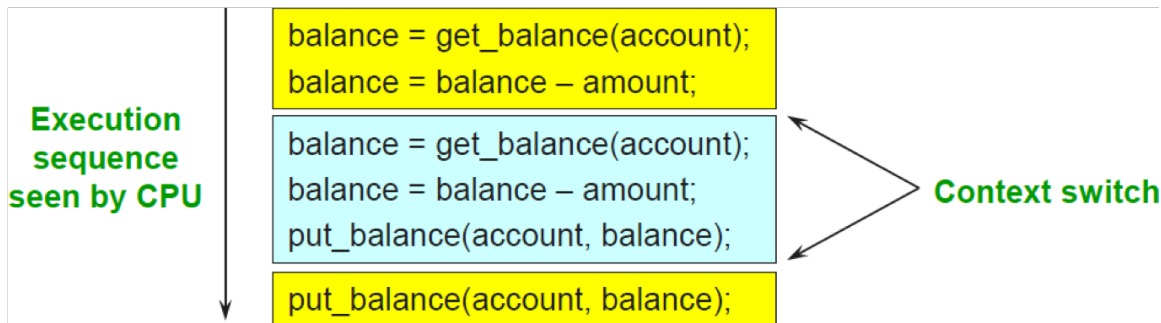 balance = get_balance(account);
balance = balance – amount;
Execution
sequence
seen by CPU
balance = get_balance(account);
balance = balance – amount;
put_balance(account, balance);
Context switch
put_balance(account, balance);